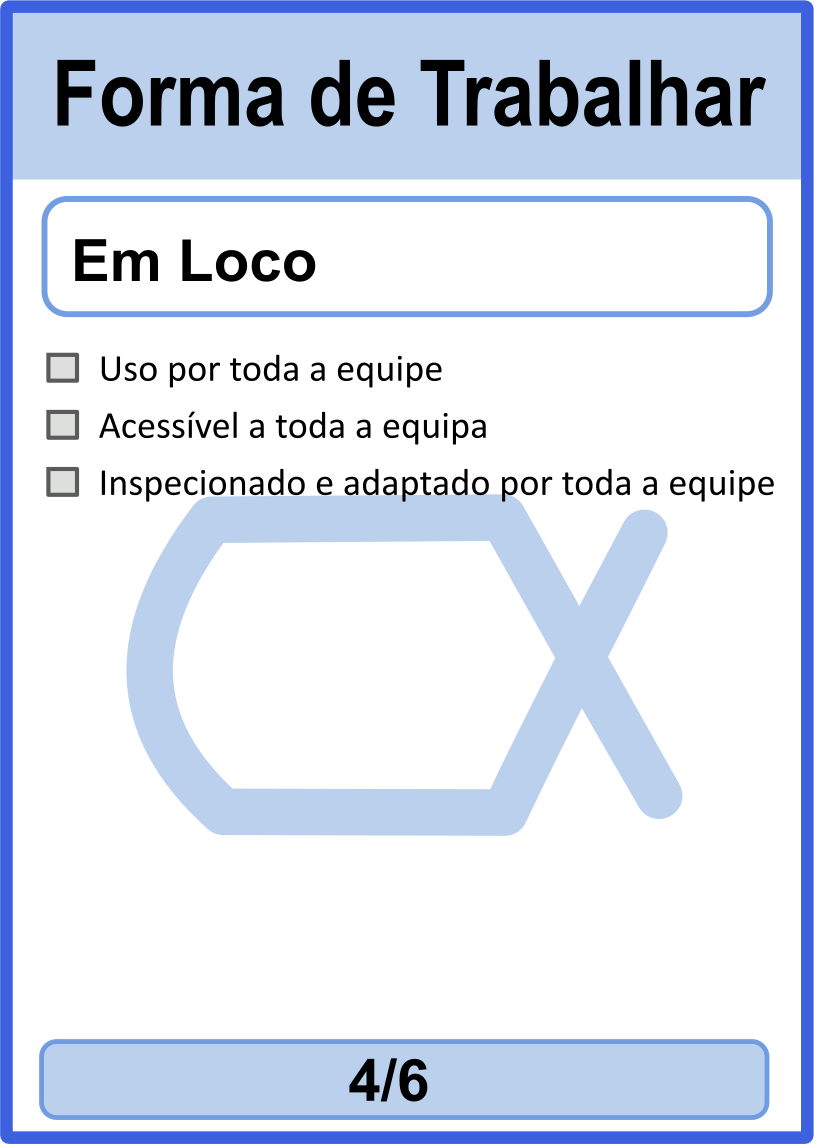 Forma de Trabalhar
Em Loco
Uso por toda a equipe
Acessível a toda a equipa
Inspecionado e adaptado por toda a equipe
4/6